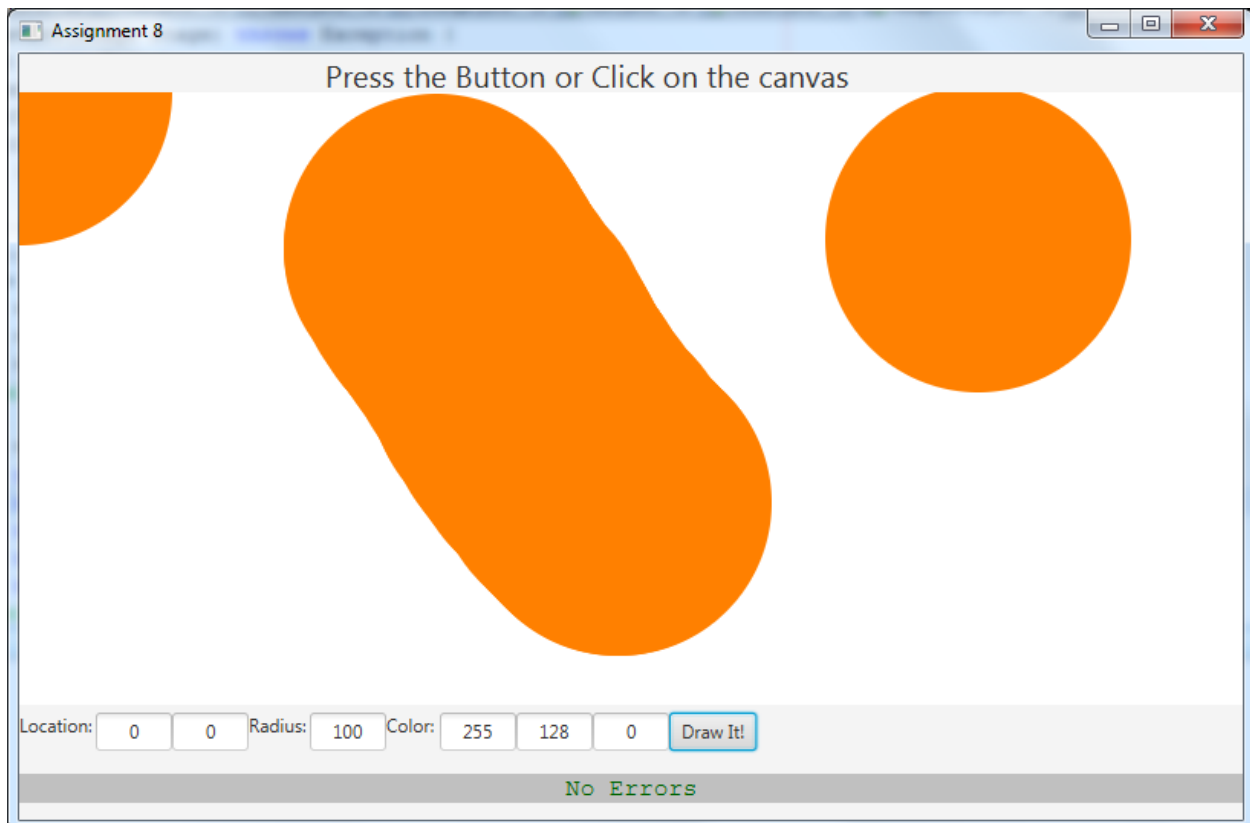 Assignment 8
Press the Button or Click on the canvas
Location: 0 0 Radius: 100 Color: 255 128 0 Draw It!
No Errors